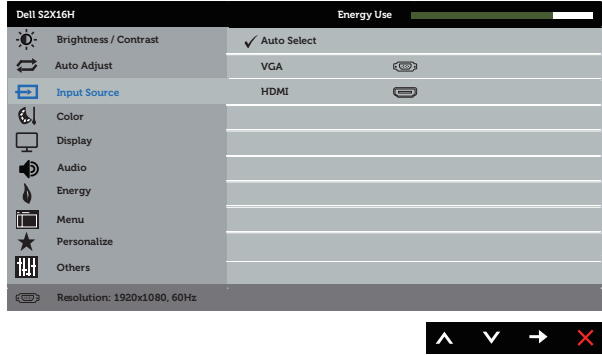 Dell S2X16H Energy Use
Brightness / Contrast
Auto Select
Auto Adjust
VGA
Input Source
HDMI
Color
Display
Audio
Energy
Menu
Personalize
Others
Resolution: 1920x1080, 60Hz